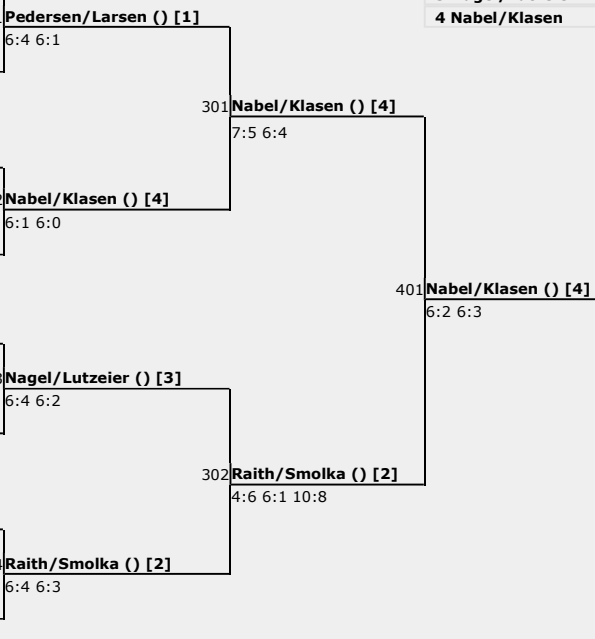 4 Nabel/Klasen
Pedersen/Larsen () [1]
6:4 6:1
301 Nabel/Klasen () [4]
7:5 6:4
Nabel/Klasen () [4]
6:1 6:0
401 Nabel/Klasen () [4]
6:2 6:3
Nagel/Lutzeier () [3]
6:4 6:2
302 Raith/Smolka () [2]
4:6 6:1 10:8
Raith/Smolka () [2]
6:4 6:3